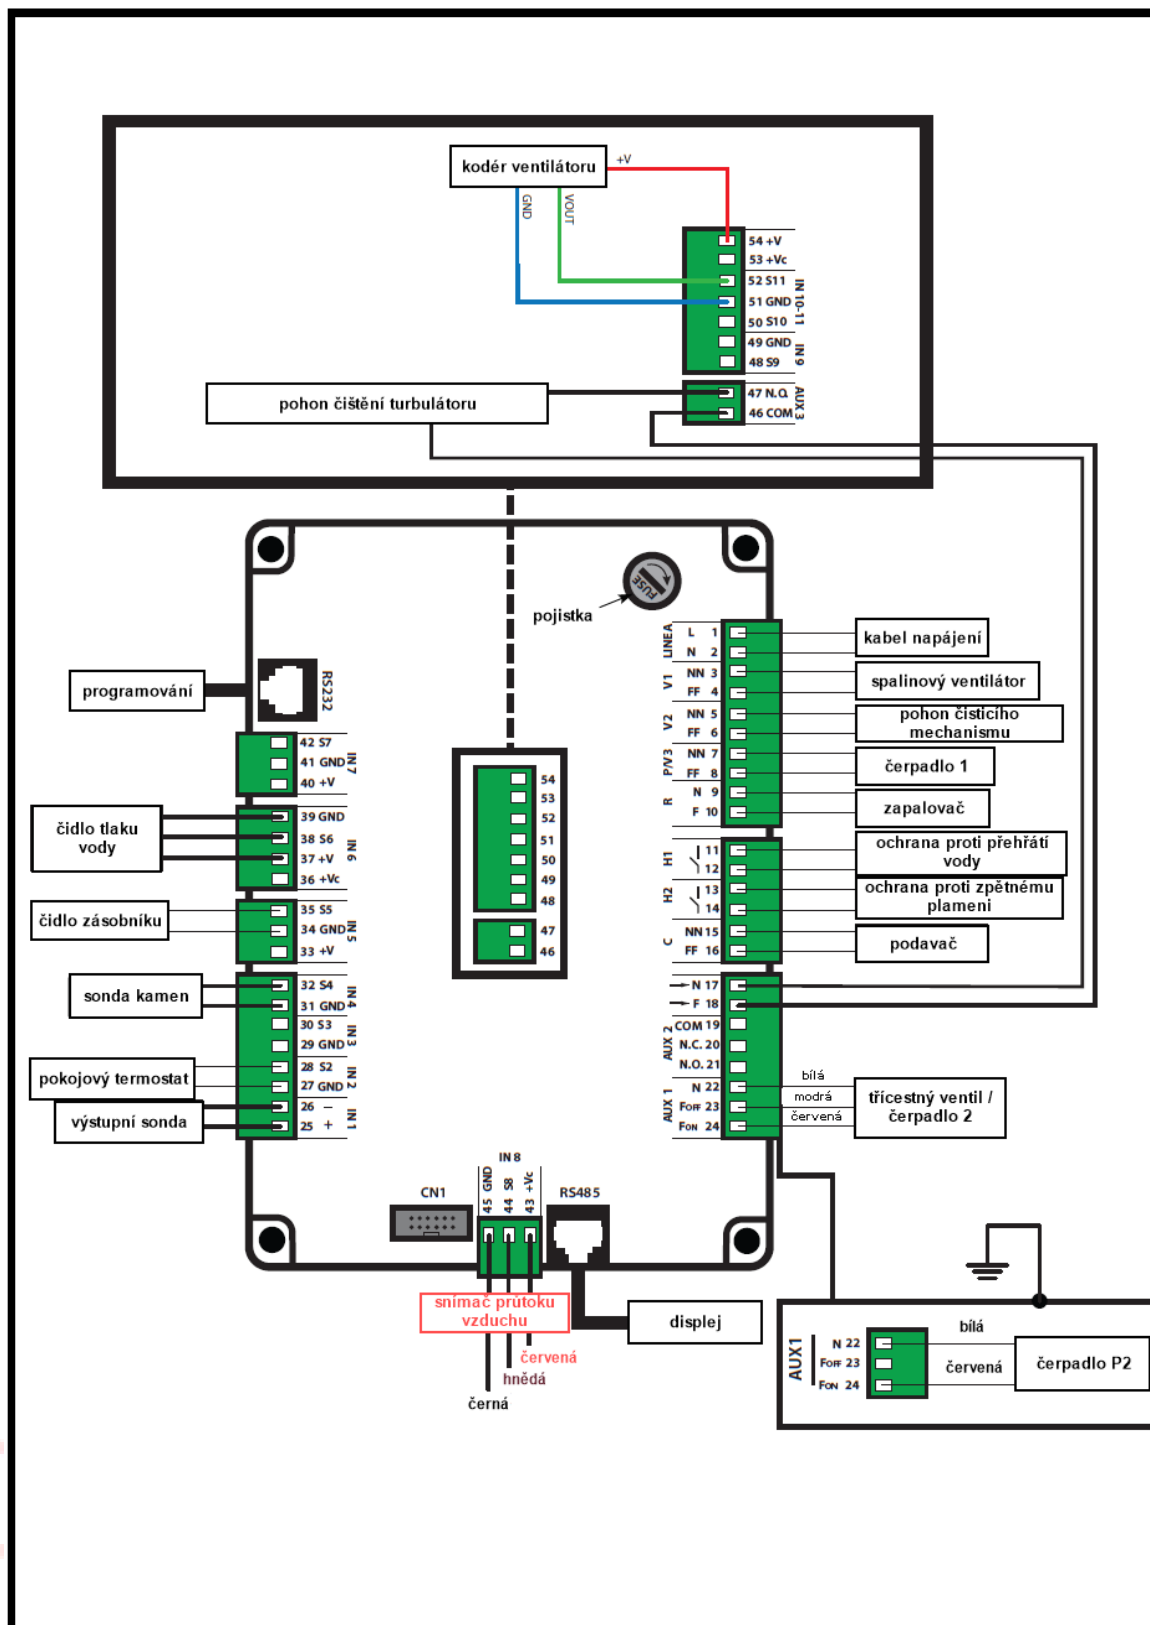 kodér ventilátoru
+V
GND
VOUT
54 +V
53 +Vc
52 S11
51 GND
50 S10
49 GND
48 S9
IN 10-11
IN 9
pohon čištění turbulátoru
47 N.O.
46 COM
AUX 3
FUSE
pojistka
programování
RS232
42 S7
41 GND
40 +V
IN 7
čidlo tlaku
vody
39 GND
38 S6
37 +V
36 +Vc
IN 6
čidlo zásobníku
35 S5
34 GND
33 +V
IN 5
sonda kamen
32 S4
31 GND
IN 4
30 S3
29 GND
IN 3
pokojový termostat
28 S2
27 GND
IN 2
výstupní sonda
26 –
25 +
IN 1
54
53
52
51
50
49
48
47
46
LINEA
L 1
N 2
kabel napájení
V1
NN 3
FF 4
spalinový ventilátor
V2
NN 5
FF 6
pohon čisticího
mechanismu
P/V3
NN 7
FF 8
čerpadlo 1
R
N 9
F 10
zapalovač
H1
11
12
ochrana proti přehřátí
vody
H2
13
14
ochrana proti zpětnému
plameni
C
NN 15
FF 16
podavač
N 17
F 18
AUX 2
COM 19
N.C. 20
N.O. 21
AUX 1
N 22
FOFF 23
FON 24
bílá
modrá
červená
třícestný ventil /
čerpadlo 2
CN1
IN 8
45 GND
44 S8
43 +Vc
RS485
snímač průtoku
vzduchu
červená
hnědá
černá
displej
AUX1
N 22
FOFF 23
FON 24
bílá
červená
čerpadlo P2